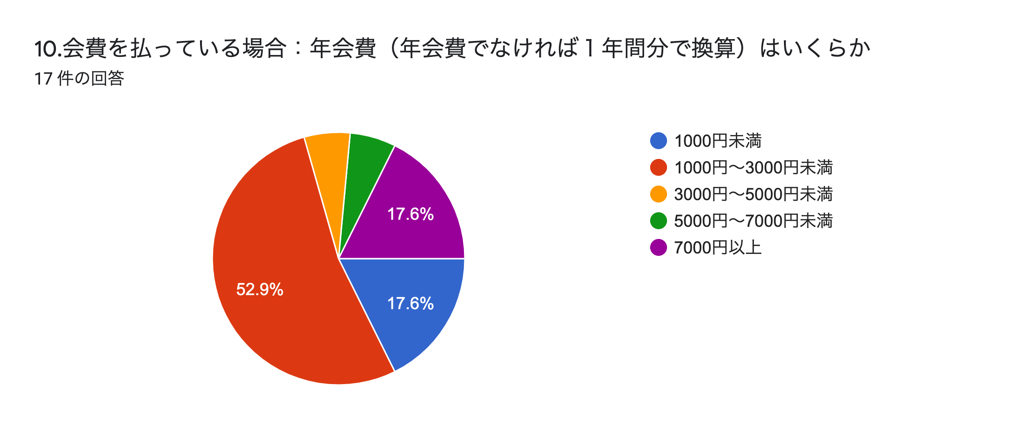 10.会費を払っている場合：年会費（年会費でなければ１年間分で換算）はいくらか
17 件の回答
1000円未満
1000円〜3000円未満
3000円〜5000円未満
5000円〜7000円未満
7000円以上
17.6%
52.9%
17.6%